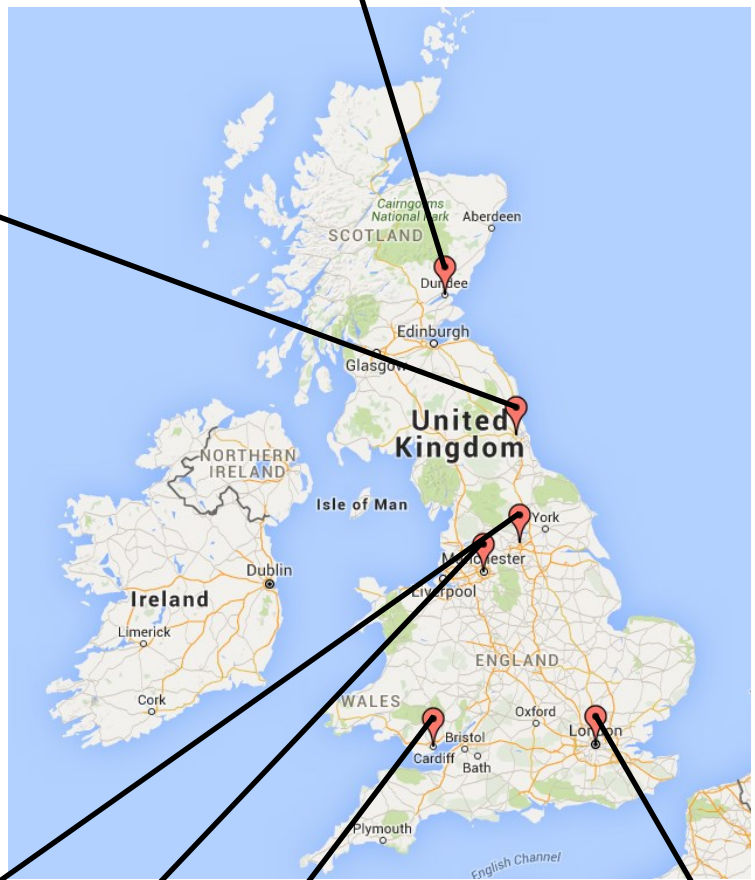 Cairngorms
National Park
Aberdeen
SCOTLAND
Dundee
Edinburgh
Glasgow
United
Kingdom
NORTHERN
IRELAND
Isle of Man
York
Manchester
Dublin
Liverpool
Ireland
Limerick
ENGLAND
WALES
Cork
Oxford
London
Bristol
Cardiff
Bath
Plymouth
English Channel